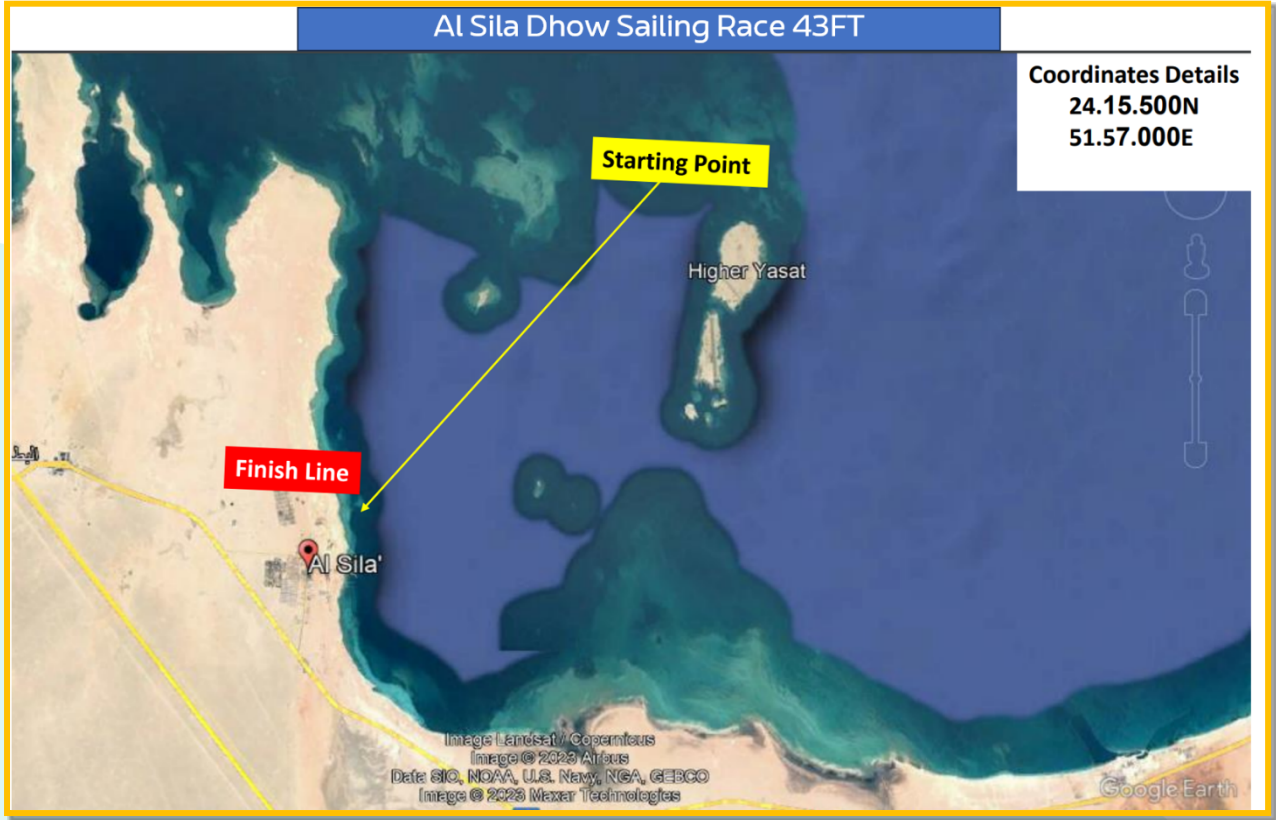 Al Sila Dhow Sailing Race 43FT
Coordinates Details
24.15.500N
51.57.000E
Starting Point
Higher Yasat
Finish Line
Al Sila'
Image Landsat / Copernicus
Image © 2023 Airbus
Data SIO, NOAA, U.S. Navy, NGA, GEBCO
Image © 2023 Maxar Technologies
Google Earth